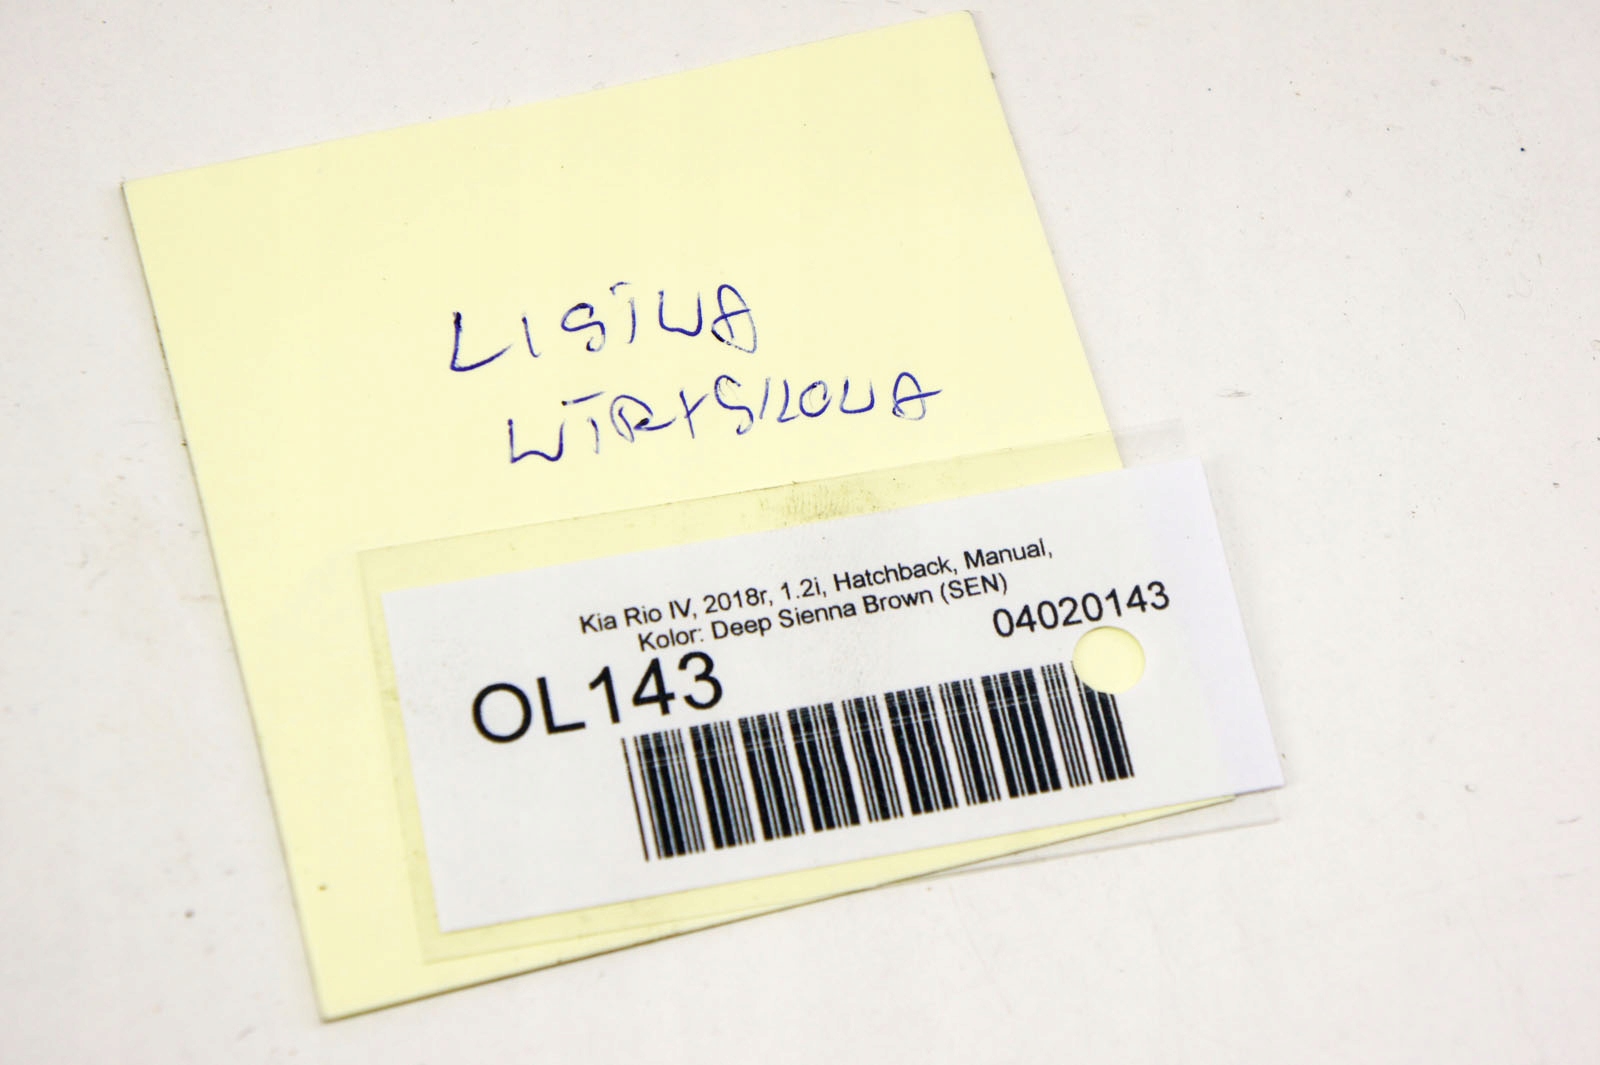 LISTWA
WTRYSKOWA
Kia Rio IV, 2018r, 1.2i, Hatchback, Manual,
Kolor: Deep Sienna Brown (SEN)
04020143
OL143